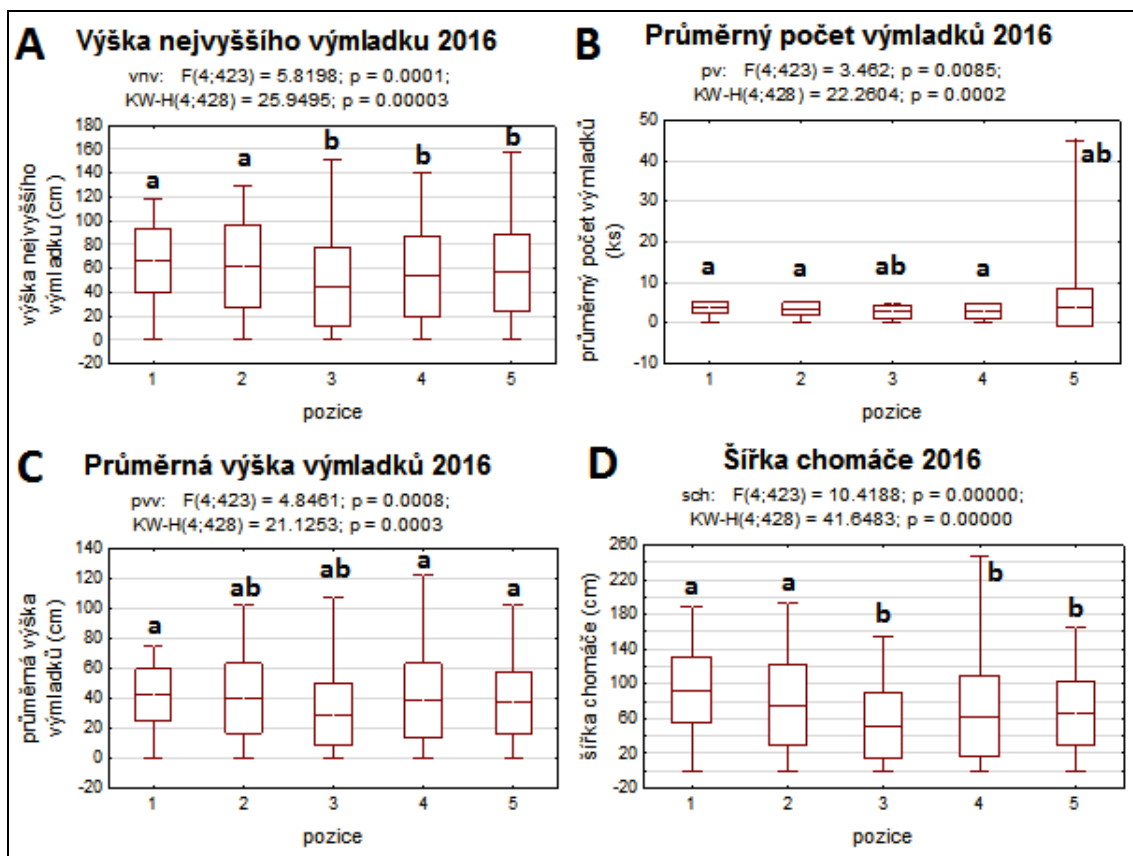 A Výška nejvyššího výmladku 2016
vnv: F(4;423) = 5.8198; p = 0.0001;
KW-H(4;428) = 25.9495; p = 0.00003
180
160
140
120
100
80
60
40
20
0
-20
výška nejvyššího
výmladku (cm)
a
a
b
b
b
1 2 3 4 5
pozice
B Průměrný počet výmladků 2016
pv: F(4;423) = 3.462; p = 0.0085;
KW-H(4;428) = 22.2604; p = 0.0002
50
40
30
20
10
0
-10
průměrný počet výmladků
(ks)
a
a
ab
a
ab
1 2 3 4 5
pozice
C Průměrná výška výmladků 2016
pvv: F(4;423) = 4.8461; p = 0.0008;
KW-H(4;428) = 21.1253; p = 0.0003
140
120
100
80
60
40
20
0
-20
průměrná výška
výmladků (cm)
a
ab
ab
a
a
1 2 3 4 5
pozice
D Šířka chomáče 2016
sch: F(4;423) = 10.4188; p = 0.00000;
KW-H(4;428) = 41.6483; p = 0.00000
260
220
180
140
100
60
20
-20
šířka chomáče (cm)
a
a
b
b
b
1 2 3 4 5
pozice